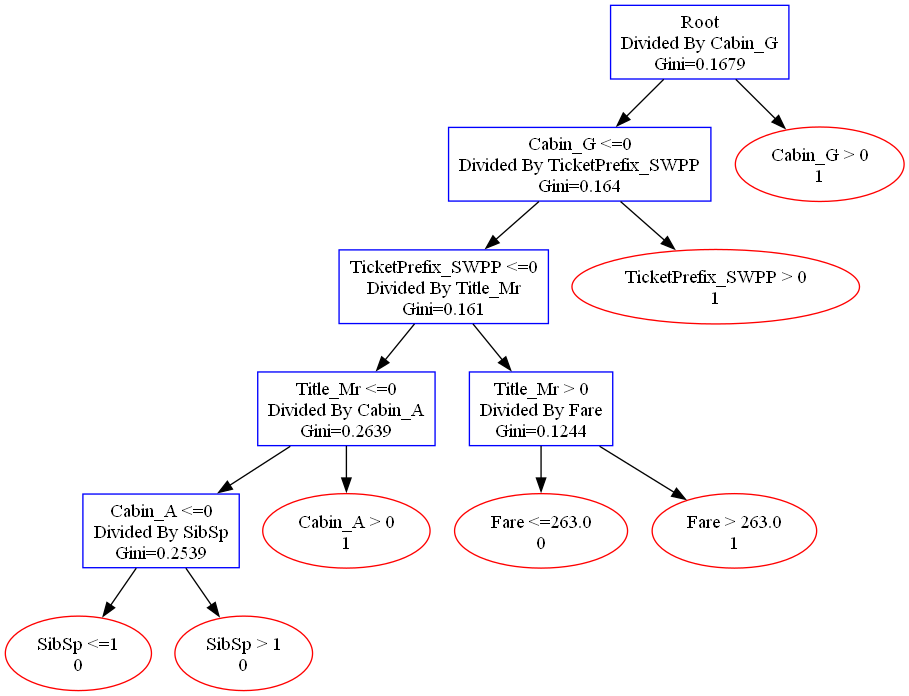 Root
Divided By Cabin_G
Gini=0.1679
Cabin_G <=0
Divided By TicketPrefix_SWPP
Gini=0.164
Cabin_G > 0
1
TicketPrefix_SWPP <=0
Divided By Title_Mr
Gini=0.161
TicketPrefix_SWPP > 0
1
Title_Mr <=0
Divided By Cabin_A
Gini=0.2639
Title_Mr > 0
Divided By Fare
Gini=0.1244
Cabin_A <=0
Divided By SibSp
Gini=0.2539
Cabin_A > 0
1
Fare <=263.0
0
Fare > 263.0
1
SibSp <=1
0
SibSp > 1
0